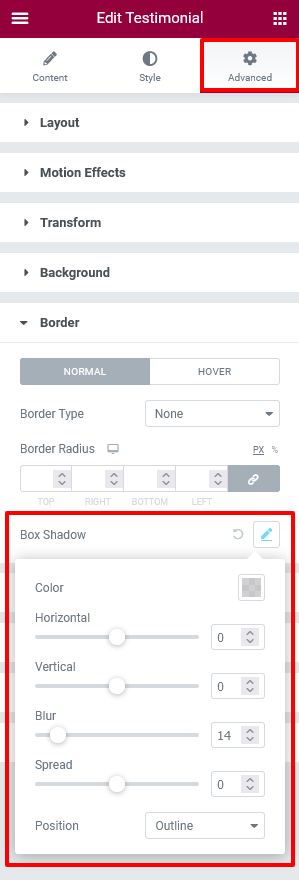 Edit Testimonial
Content Style Advanced
Layout
Motion Effects
Transform
Background
Border
NORMAL HOVER
Border Type None
Border Radius PX %
TOP RIGHT BOTTOM LEFT
Box Shadow
Color
Horizontal
0
Vertical
0
Blur
14
Spread
0
Position Outline